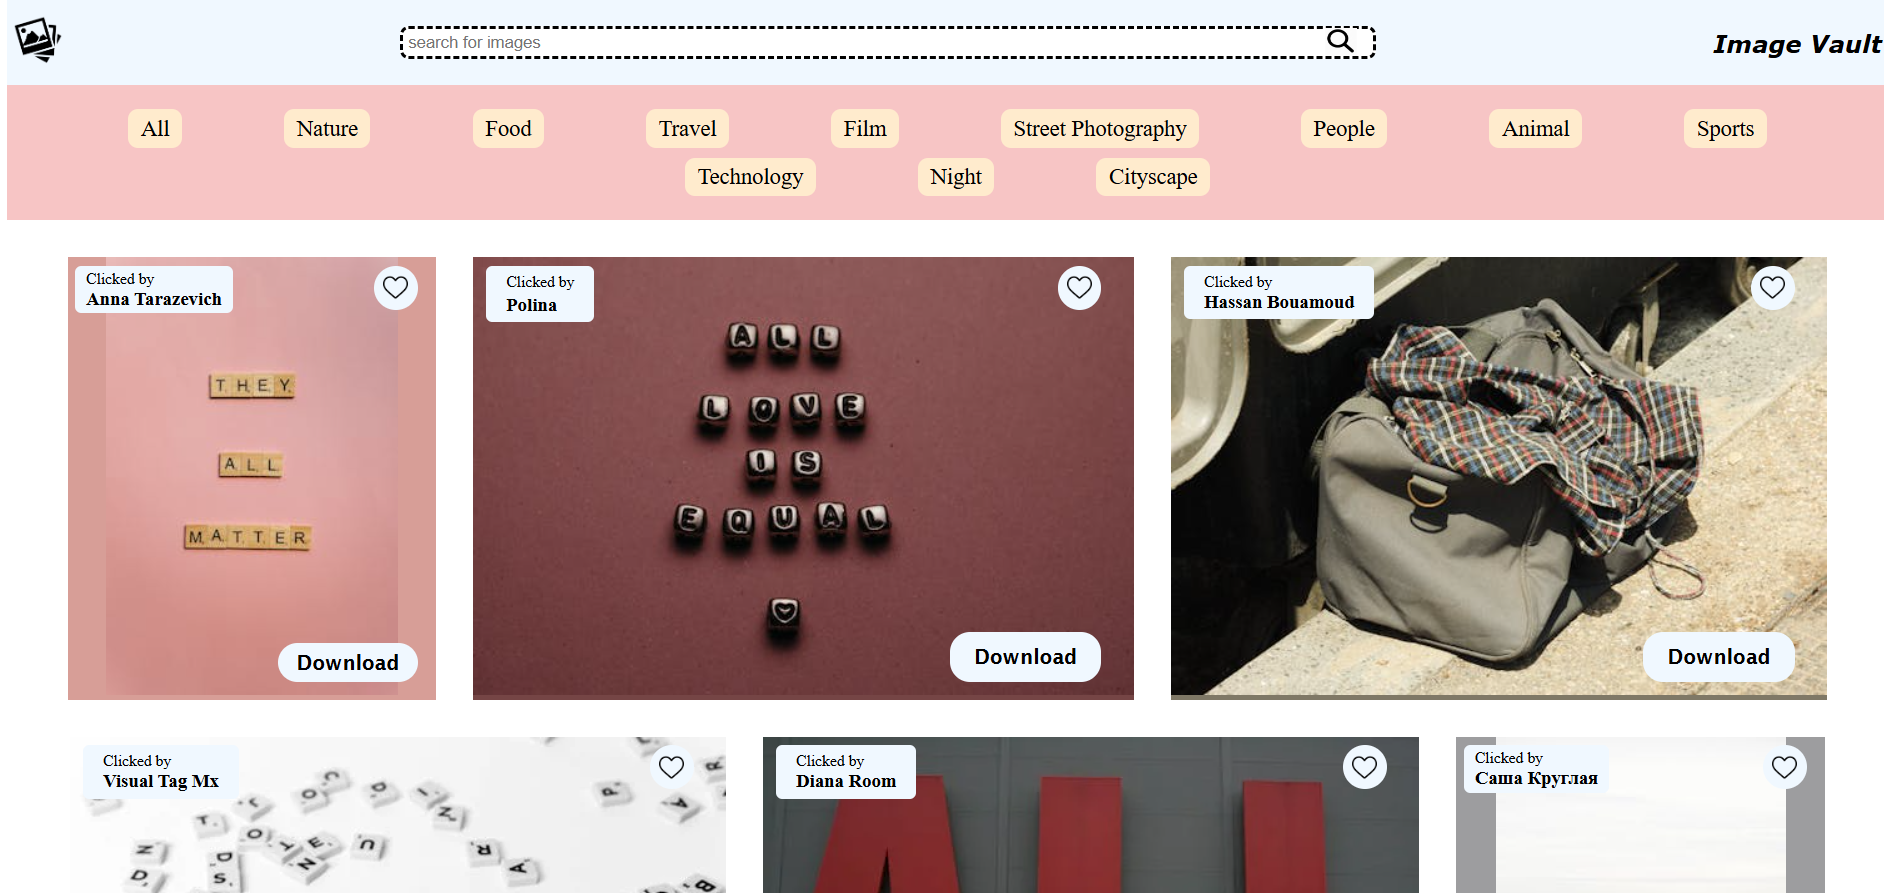 search for images
Image Vault
All Nature Food Travel Film Street Photography People Animal Sports
Technology Night Cityscape
Clicked by
Anna Tarazevich
THEY
ALL
MATTER
Download
Clicked by
Polina
ALL
LOVE
IS
EQUAL
Download
Clicked by
Hassan Bouamoud
Download
Clicked by
Visual Tag Mx
Clicked by
Diana Room
ALL
Clicked by
Саша Круглая